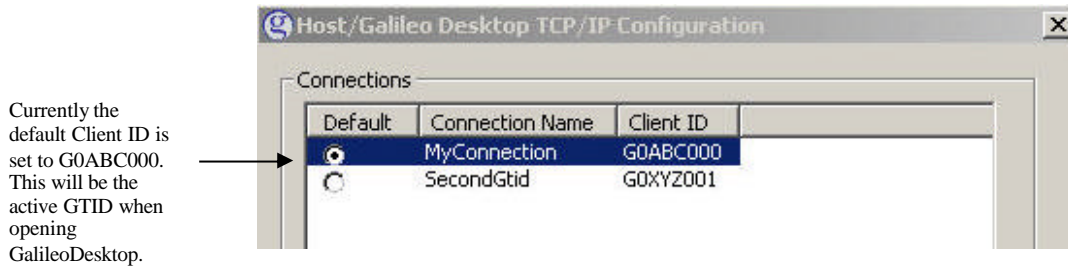 Host/Galileo Desktop TCP/IP Configuration
Connections
Default Connection Name Client ID
MyConnection G0ABC000
SecondGtid G0XYZ001
Currently the
default Client ID is
set to G0ABC000.
This will be the
active GTID when
opening
GalileoDesktop.